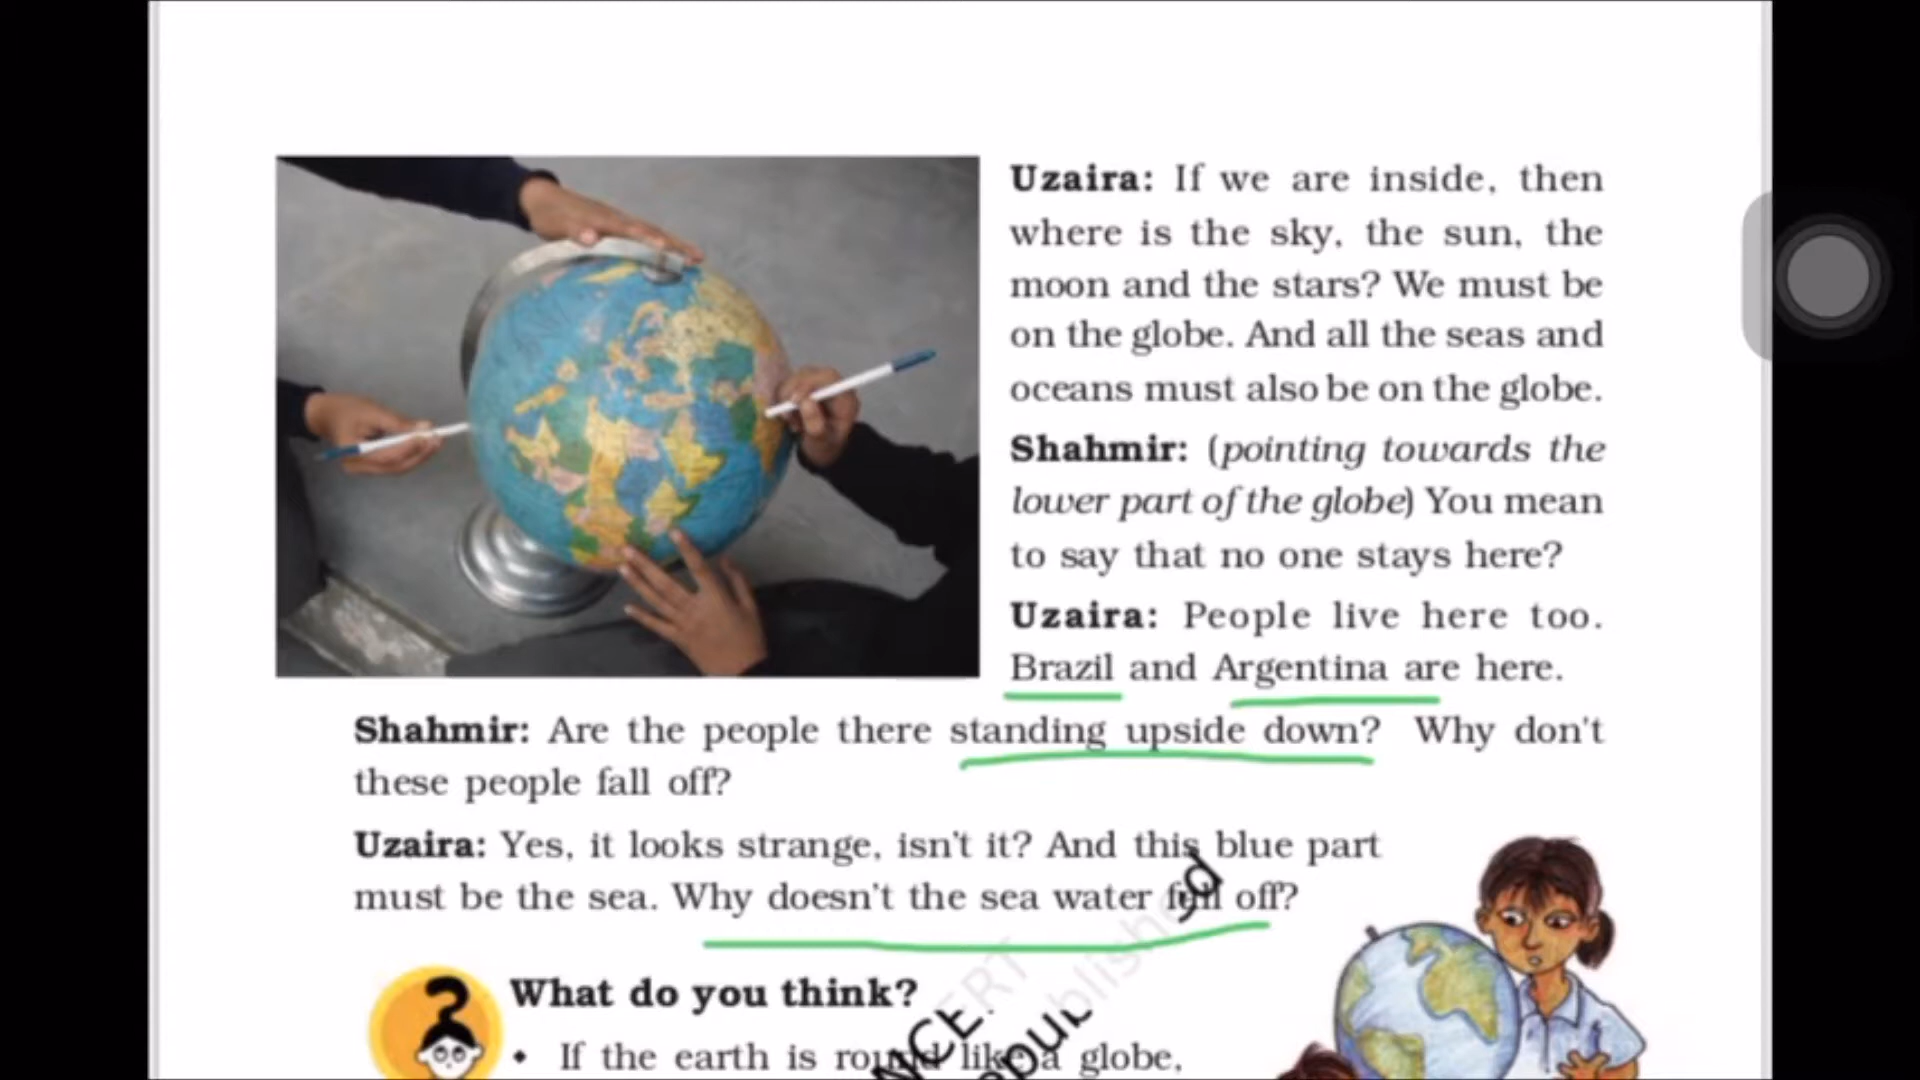 Uzaira: If we are inside, then
where is the sky, the sun, the
moon and the stars? We must be
on the globe. And all the seas and
oceans must also be on the globe.
Shahmir: (pointing towards the
lower part of the globe) You mean
to say that no one stays here?
Uzaira: People live here too.
Brazil and Argentina are here.
Shahmir: Are the people there standing upside down? Why don't
these people fall off?
Uzaira: Yes, it looks strange, isn't it? And this blue part
must be the sea. Why doesn't the sea water fall off?
What do you think?
• If the earth is round like a globe,